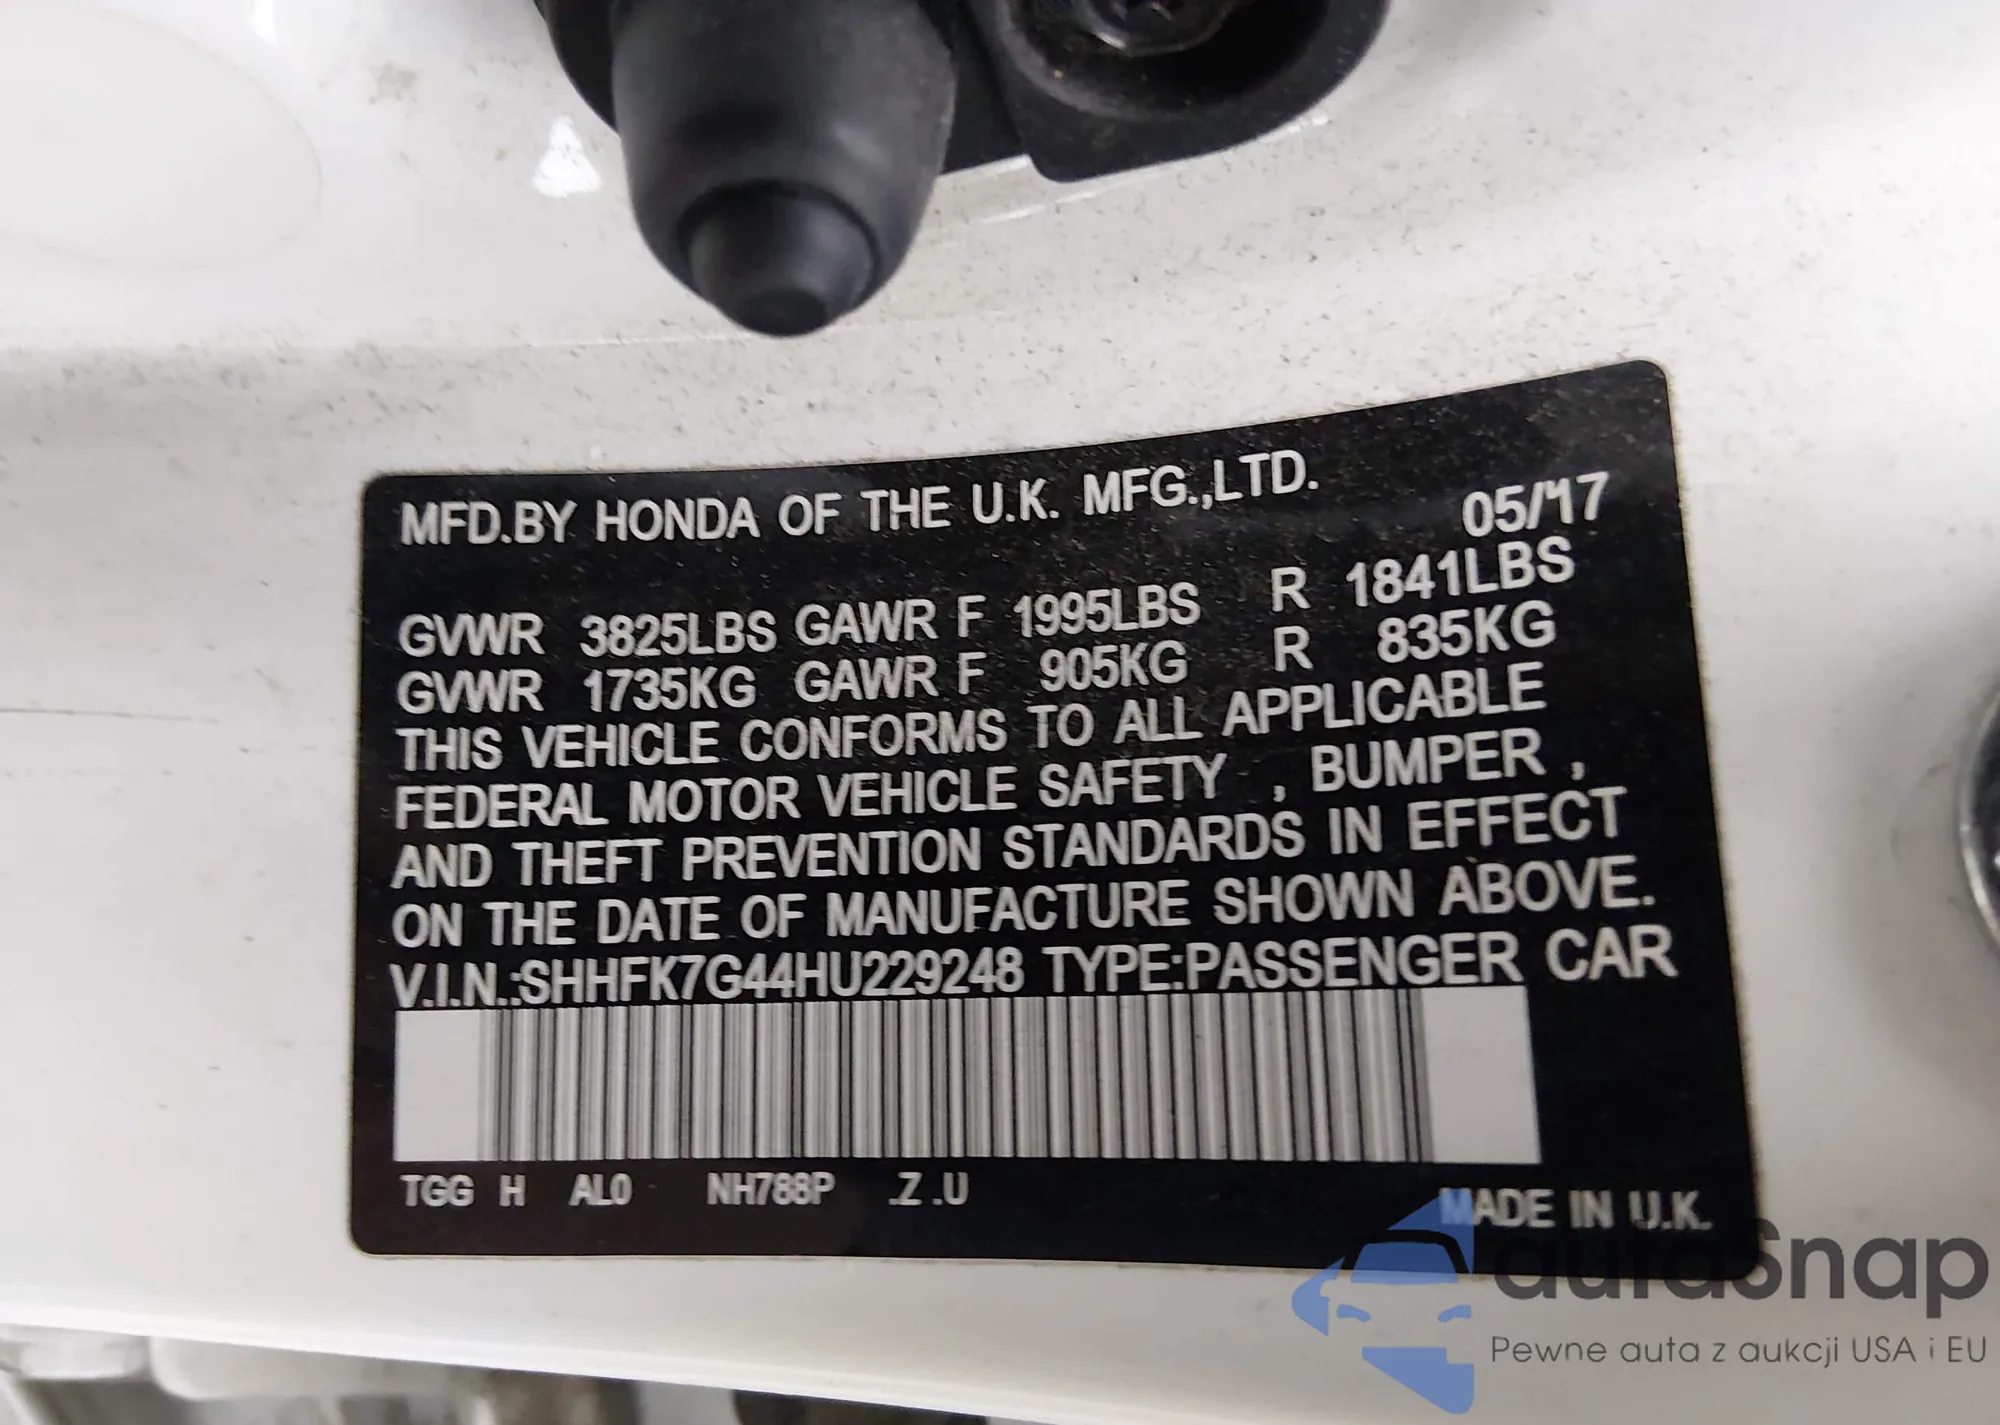 MFD.BY HONDA OF THE U.K. MFG.,LTD. 05/'17
GVWR 3825LBS GAWR F 1995LBS R 1841LBS
GVWR 1735KG GAWR F 905KG R 835KG
THIS VEHICLE CONFORMS TO ALL APPLICABLE
FEDERAL MOTOR VEHICLE SAFETY , BUMPER ,
AND THEFT PREVENTION STANDARDS IN EFFECT
ON THE DATE OF MANUFACTURE SHOWN ABOVE.
V.I.N.:SHHFK7G44HU229248 TYPE:PASSENGER CAR
TGG H AL0 NH788P .Z .U
MADE IN U.K.
autaSnap
Pewne auta z aukcji USA i EU